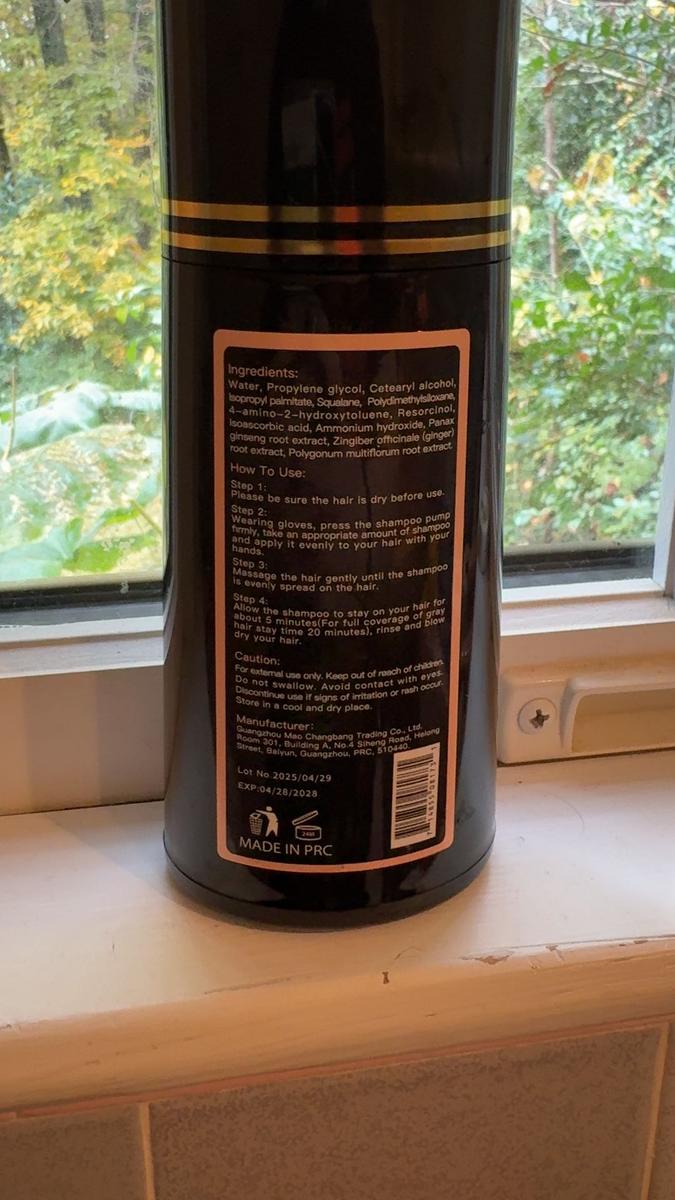 Ingredients:
Water, Propylene glycol, Cetearyl alcohol,
Isopropyl palmitate, Squalane, Polydimethylsiloxane,
4-amino-2-hydroxytoluene, Resorcinol,
Isoascorbic acid, Ammonium hydroxide, Panax
ginseng root extract, Zingiber officinale (ginger)
root extract, Polygonum multiflorum root extract.
How To Use:
Step 1:
Please be sure the hair is dry before use.
Step 2:
Wearing gloves, press the shampoo pump
firmly, take an appropriate amount of shampoo
and apply it evenly to your hair with your
hands.
Step 3:
Massage the hair gently until the shampoo
is evenly spread on the hair.
Step 4:
Allow the shampoo to stay on your hair for
about 5 minutes(For full coverage of gray
hair stay time 20 minutes), rinse and blow
dry your hair.
Caution:
For external use only. Keep out of reach of children.
Do not swallow. Avoid contact with eyes.
Discontinue use if signs of irritation or rash occur.
Store in a cool and dry place.
Manufacturer:
Guangzhou Mao Changbang Trading Co., Ltd.
Room 301, Building A, No.4 Siheng Road, Helong
Street, Baiyun, Guangzhou, PRC, 510440.
Lot No.2025/04/29
EXP:04/28/2028
24M
MADE IN PRC